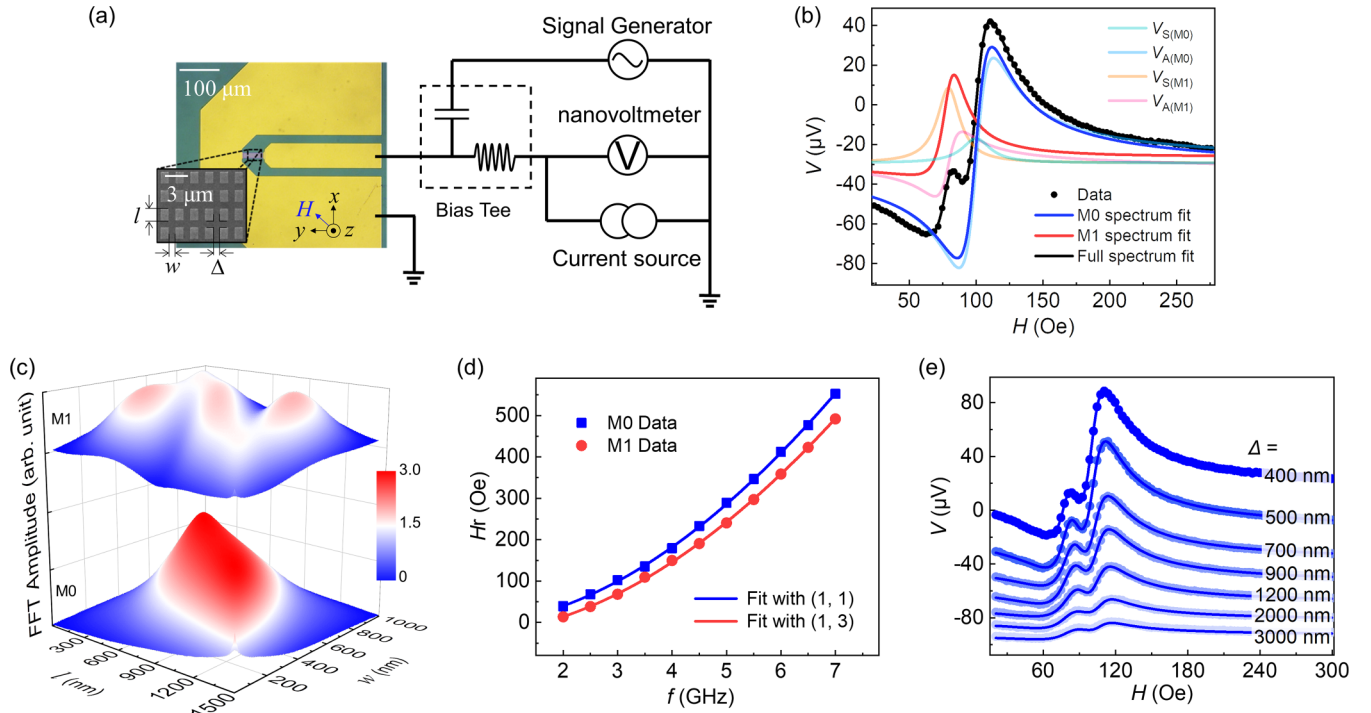 (a)
100 μm
3 μm
l
w
Δ
H
x
y
z
Signal Generator
nanovoltmeter
V
Bias Tee
Current source
(b)
V (μV)
40
20
0
-20
-40
-60
-80
VS(M0)
VA(M0)
VS(M1)
VA(M1)
Data
M0 spectrum fit
M1 spectrum fit
Full spectrum fit
50 100 150 200 250
H (Oe)
(c)
FFT Amplitude (arb. unit)
M1
M0
3.0
1.5
0
300
600
900
1200
1500
l (nm)
200
400
600
800
1000
w (nm)
(d)
Hr (Oe)
500
400
300
200
100
0
M0 Data
M1 Data
Fit with (1, 1)
Fit with (1, 3)
2 3 4 5 6 7
f (GHz)
(e)
V (μV)
80
40
0
-40
-80
Δ =
400 nm
500 nm
700 nm
900 nm
1200 nm
2000 nm
3000 nm
60 120 180 240 300
H (Oe)